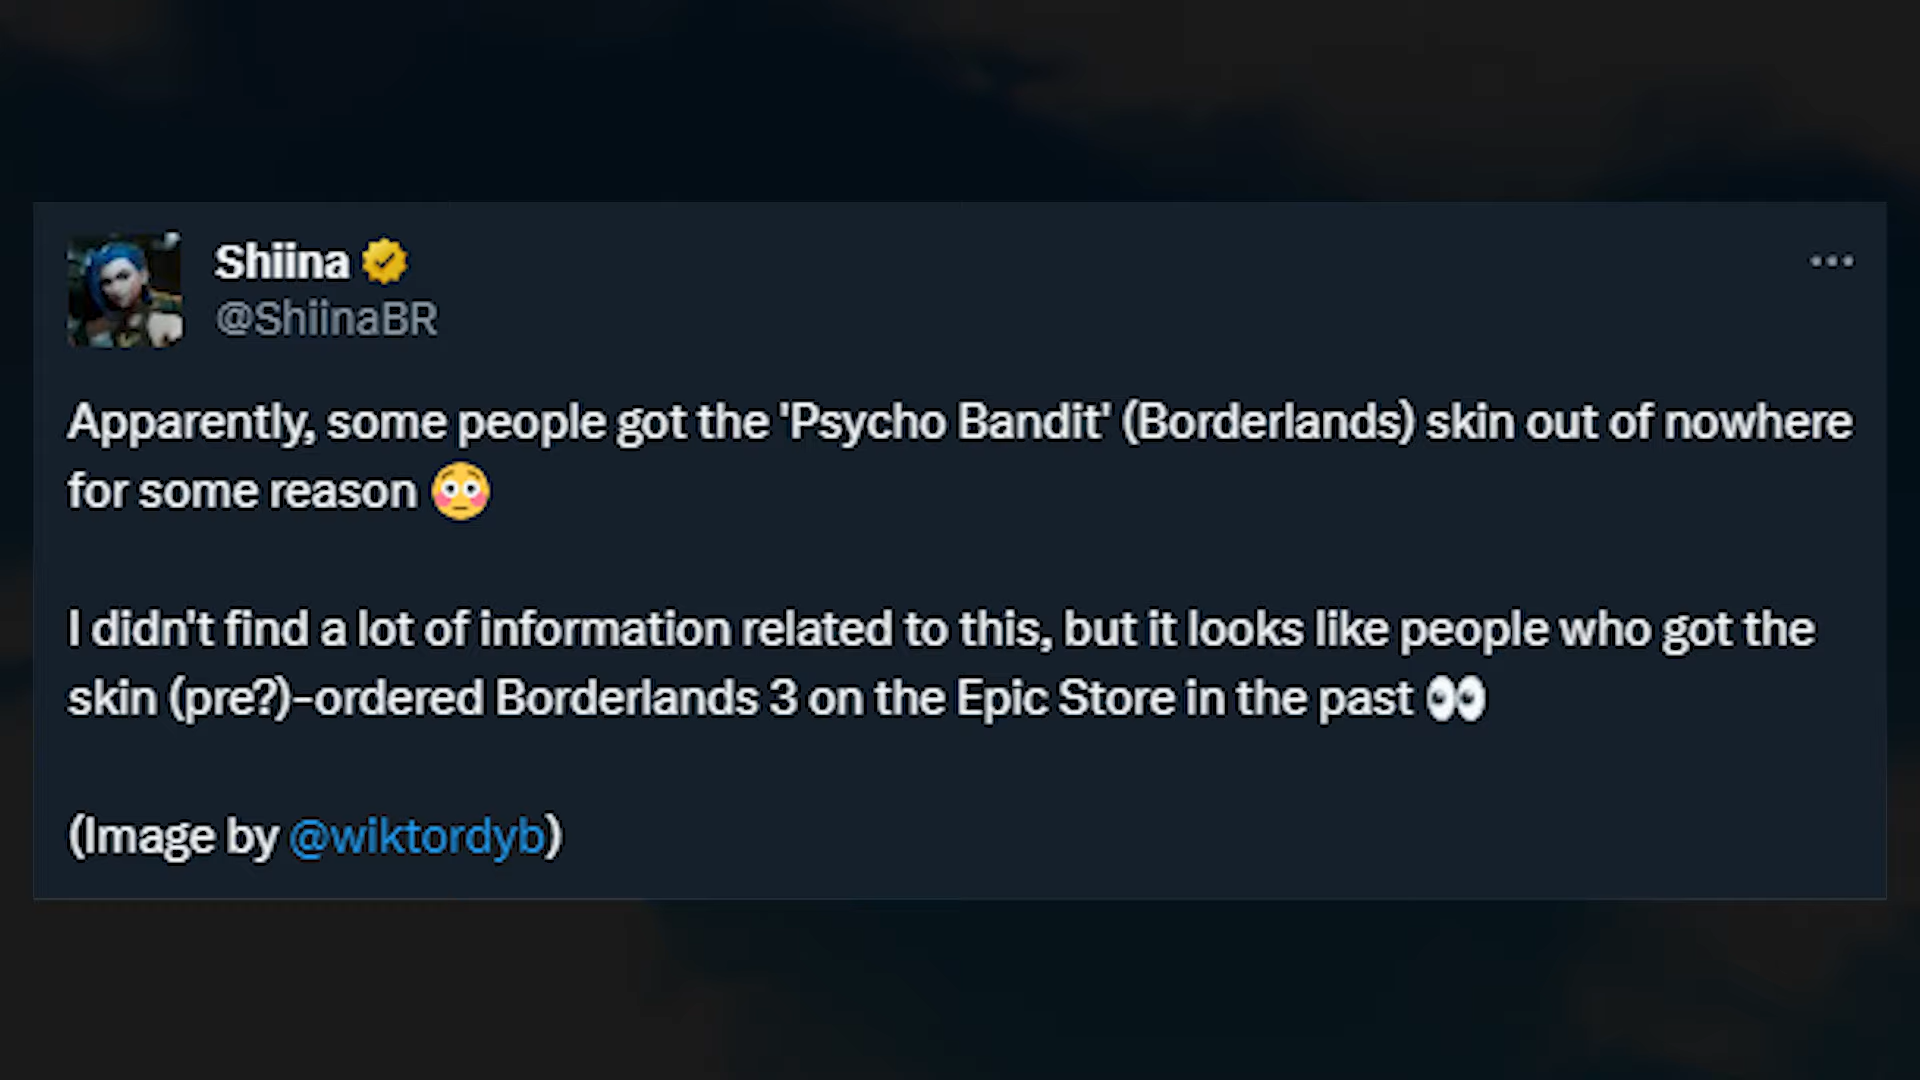 Shiina
@ShiinaBR
Apparently, some people got the 'Psycho Bandit' (Borderlands) skin out of nowhere
for some reason 😳
I didn't find a lot of information related to this, but it looks like people who got the
skin (pre?)-ordered Borderlands 3 on the Epic Store in the past 👀
(Image by @wiktordyb)